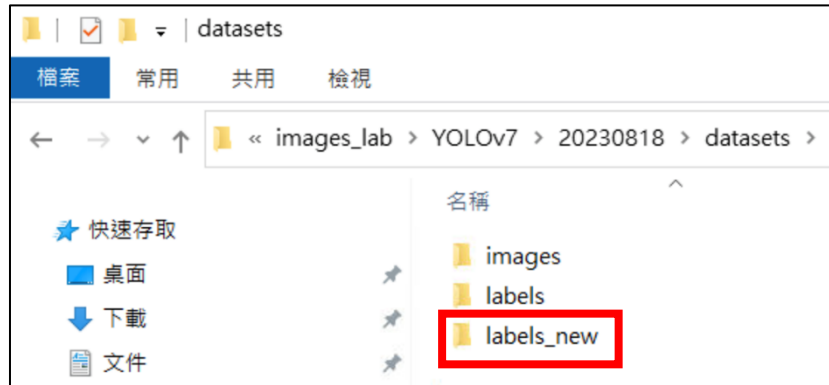 datasets
檔案 常用 共用 檢視
« images_lab > YOLOv7 > 20230818 > datasets >
名稱
快速存取
images
桌面
labels
下載
labels_new
文件